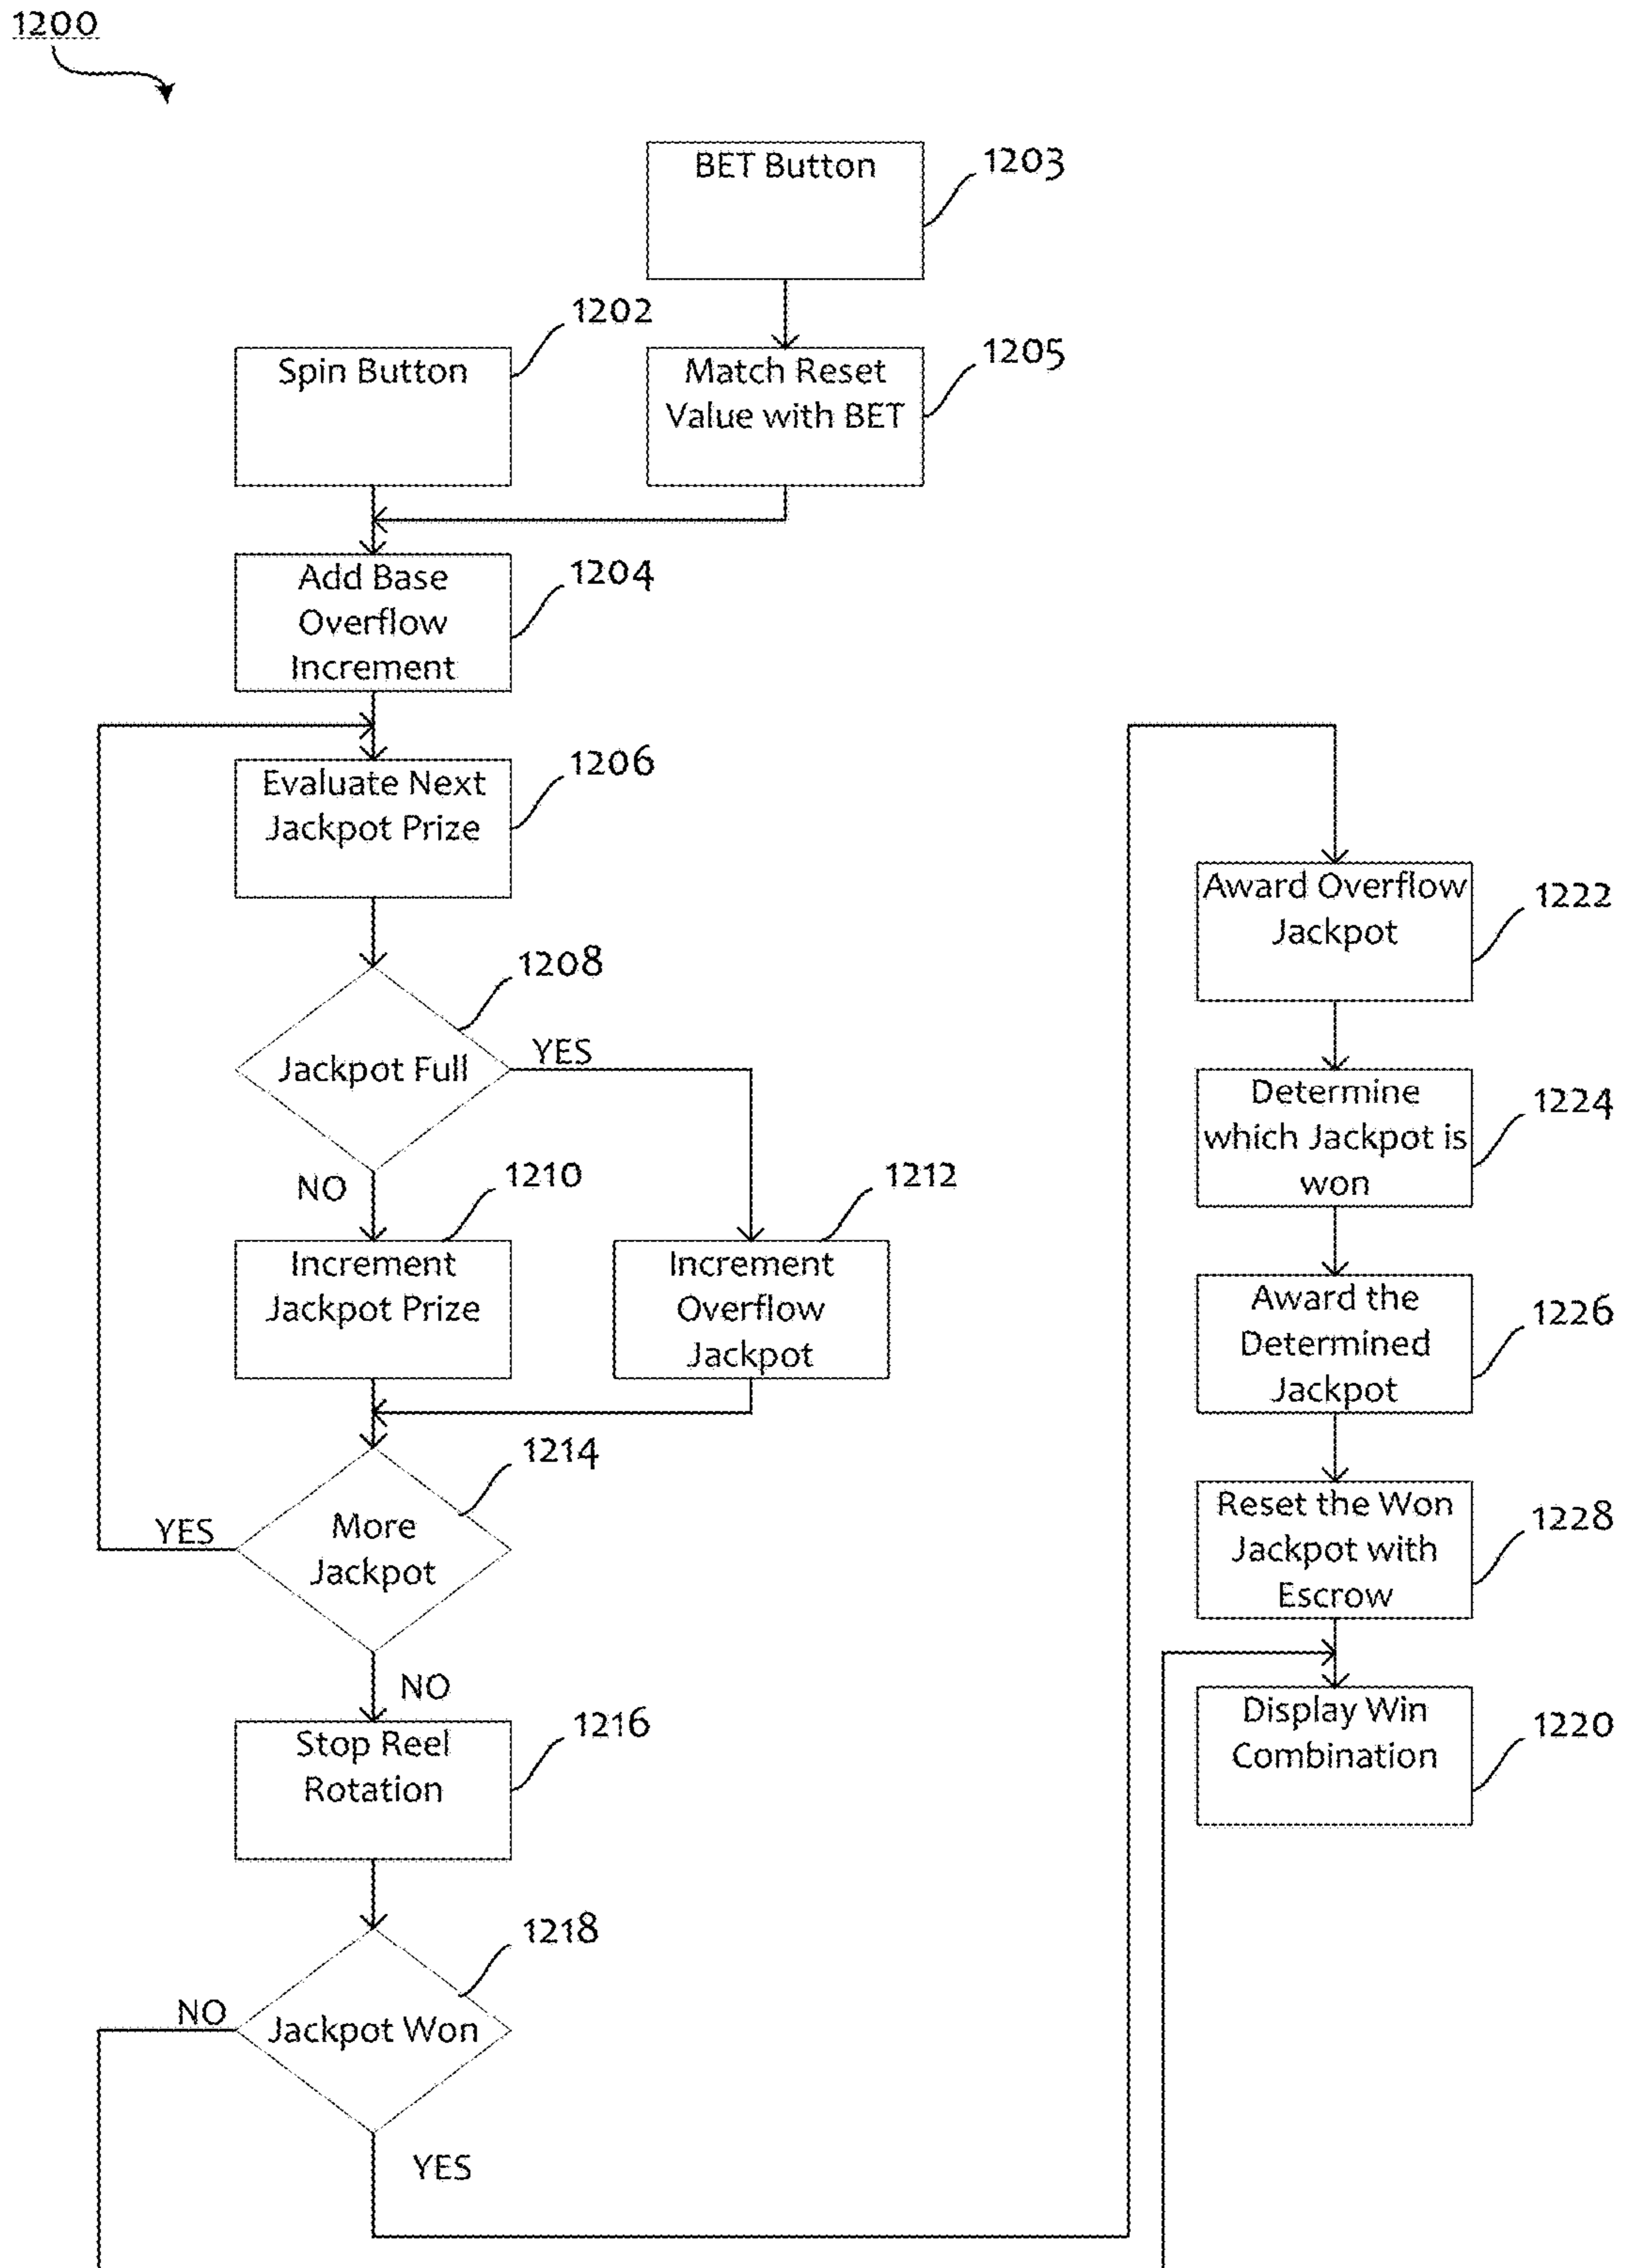 1200
BET Button
1203
1202
Spin Button
Match Reset
Value with BET
1205
Add Base
Overflow
Increment
1204
Evaluate Next
Jackpot Prize
1206
1208
Jackpot Full
YES
NO
1210
Increment
Jackpot Prize
1212
Increment
Overflow
Jackpot
1214
More
Jackpot
YES
NO
Stop Reel
Rotation
1216
1218
Jackpot Won
NO
YES
Award Overflow
Jackpot
1222
Determine
which Jackpot is
won
1224
Award the
Determined
Jackpot
1226
Reset the Won
Jackpot with
Escrow
1228
Display Win
Combination
1220